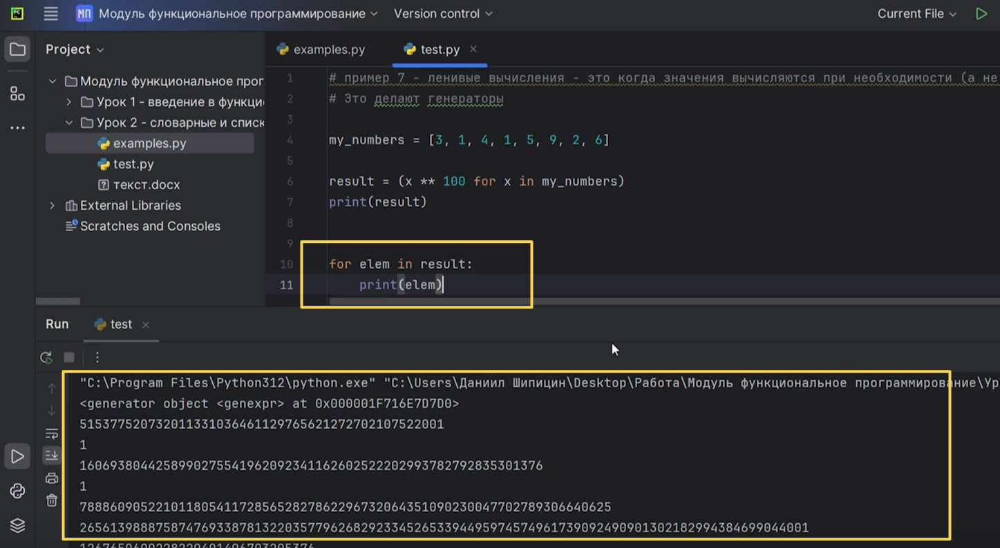 МП Модуль функциональное программирование Version control Current File
Project
examples.py test.py
Модуль функциональное прог
Урок 1 - введение в функци
Урок 2 - словарные и списк
examples.py
test.py
текст.docx
External Libraries
Scratches and Consoles
1 # пример 7 - ленивые вычисления - это когда значения вычисляются при необходимости (а не
2 # Это делают генераторы
3
4 my_numbers = [3, 1, 4, 1, 5, 9, 2, 6]
5
6 result = (x ** 100 for x in my_numbers)
7 print(result)
8
9
10 for elem in result:
11 print(elem)
Run test
"C:\Program Files\Python312\python.exe" "C:\Users\Даниил Шипицин\Desktop\Работа\Модуль функциональное программирование\Ур
<generator object <genexpr> at 0x000001F716E7D7D0>
515377520732011331036461129765621272702107522001
1
1606938044258990275541962092341162602522202993782792835301376
1
7888609052210118054117285652827862296732064351090230047702789306640625
265613988875874769338781322035779626829233452653394495974574961739092490901302182994384699044001